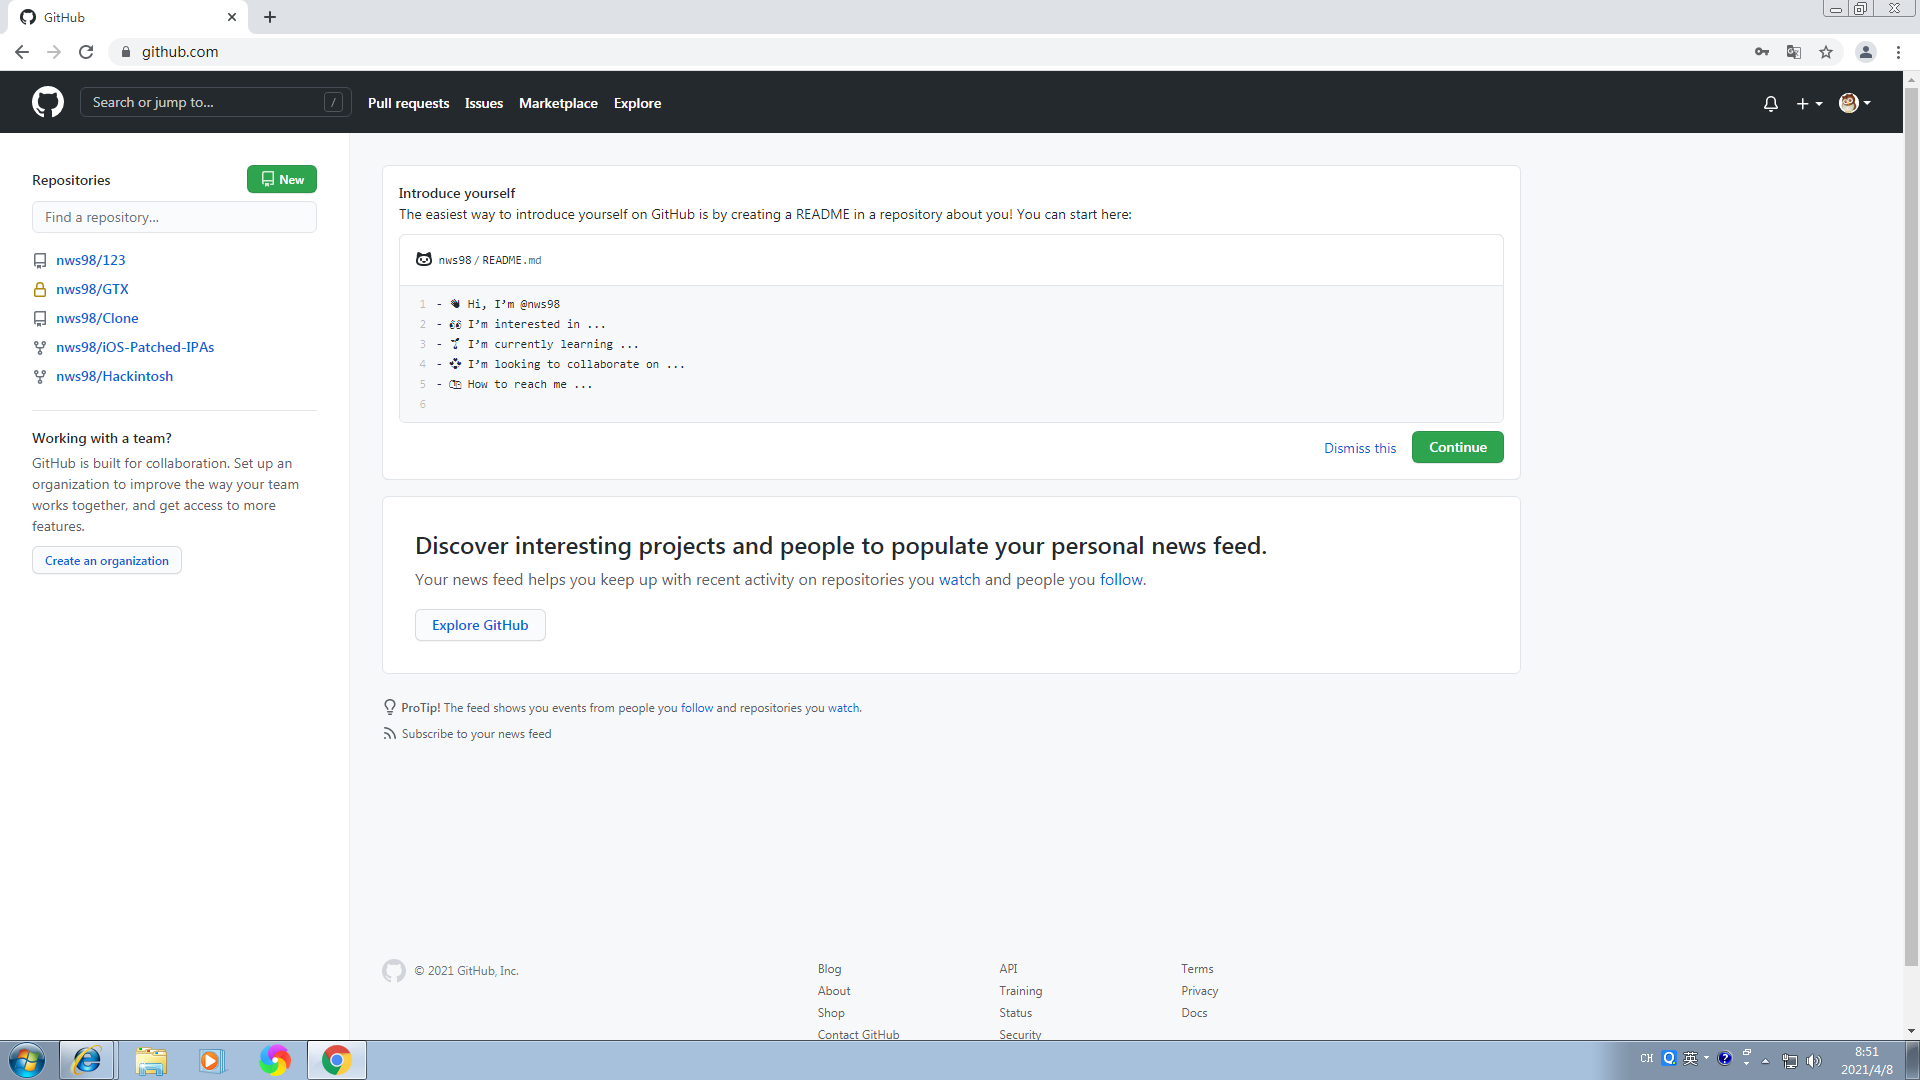 GitHub
github.com
Search or jump to...
/
Pull requests
Issues
Marketplace
Explore
Repositories
New
Find a repository...
nws98/123
nws98/GTX
nws98/Clone
nws98/iOS-Patched-IPAs
nws98/Hackintosh
Working with a team?
GitHub is built for collaboration. Set up an
organization to improve the way your team
works together, and get access to more
features.
Create an organization
Introduce yourself
The easiest way to introduce yourself on GitHub is by creating a README in a repository about you! You can start here:
nws98 / README.md
1 - 👋 Hi, I’m @nws98
2 - 👀 I’m interested in ...
3 - 🌱 I’m currently learning ...
4 - 💞️ I’m looking to collaborate on ...
5 - 📫 How to reach me ...
6
Dismiss this
Continue
Discover interesting projects and people to populate your personal news feed.
Your news feed helps you keep up with recent activity on repositories you watch and people you follow.
Explore GitHub
ProTip! The feed shows you events from people you follow and repositories you watch.
Subscribe to your news feed
© 2021 GitHub, Inc.
Blog
About
Shop
Contact GitHub
API
Training
Status
Security
Terms
Privacy
Docs
CH
英
8:51
2021/4/8